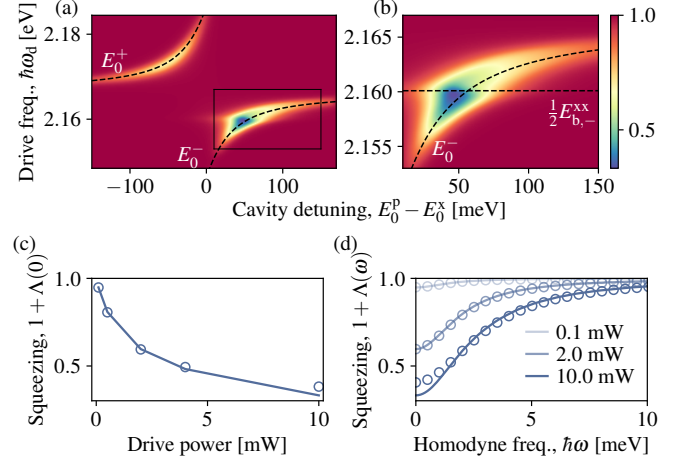 (a)
(b)
1.0
0.5
Drive freq., ħω_d [eV]
2.18
2.16
E_0^+
E_0^-
−100
0
100
2.165
2.160
2.155
½E_{b,−}^{xx}
E_0^-
50
100
150
Cavity detuning, E_0^p − E_0^x [meV]
(c)
Squeezing, 1 + Λ(0)
1.0
0.5
0
5
10
Drive power [mW]
(d)
Squeezing, 1 + Λ(ω)
1.0
0.5
0.1 mW
2.0 mW
10.0 mW
0
5
10
Homodyne freq., ħω [meV]